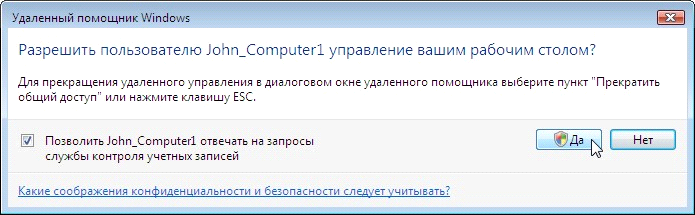 Удаленный помощник Windows
Разрешить пользователю John_Computer1 управление вашим рабочим столом?
Для прекращения удаленного управления в диалоговом окне удаленного помощника выберите пункт "Прекратить
общий доступ" или нажмите клавишу ESC.
Позволить John_Computer1 отвечать на запросы
службы контроля учетных записей
Да
Нет
Какие соображения конфиденциальности и безопасности следует учитывать?